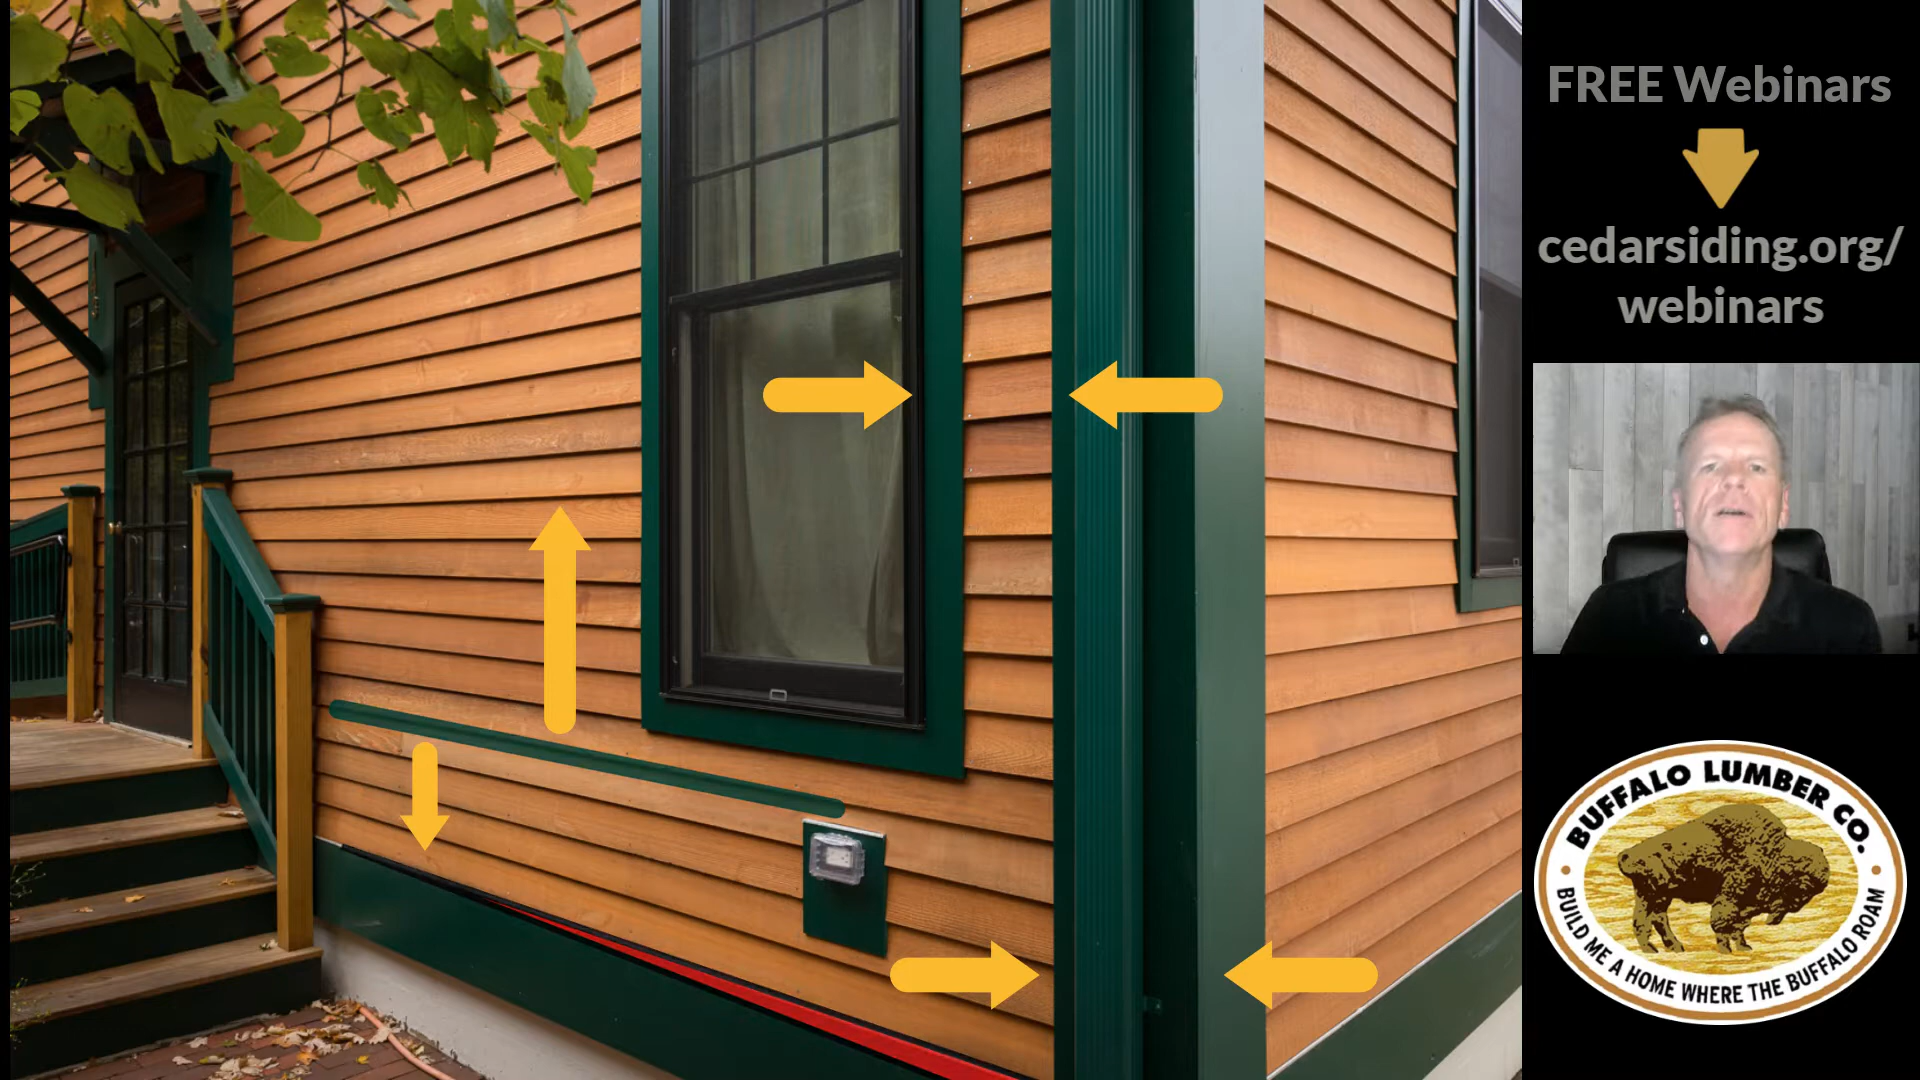 FREE Webinars
cedarsiding.org/
webinars
BUFFALO LUMBER CO.
BUILD ME A HOME WHERE THE BUFFALO ROAM